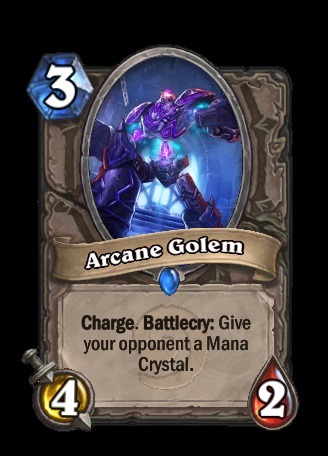 3
Arcane Golem
Charge. Battlecry: Give
your opponent a Mana
Crystal.
4
2